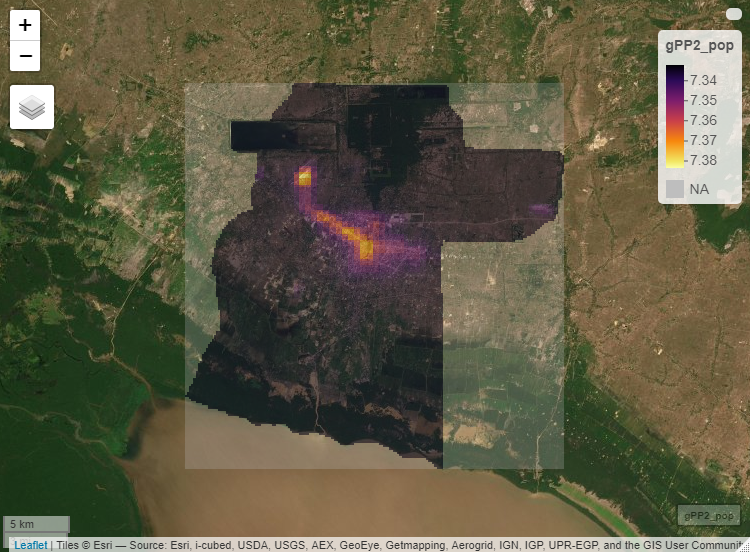 +
−
gPP2_pop
7.34
7.35
7.36
7.37
7.38
NA
gPP2_pop
5 km
Leaflet | Tiles © Esri — Source: Esri, i-cubed, USDA, USGS, AEX, GeoEye, Getmapping, Aerogrid, IGN, IGP, UPR-EGP, and the GIS User Community